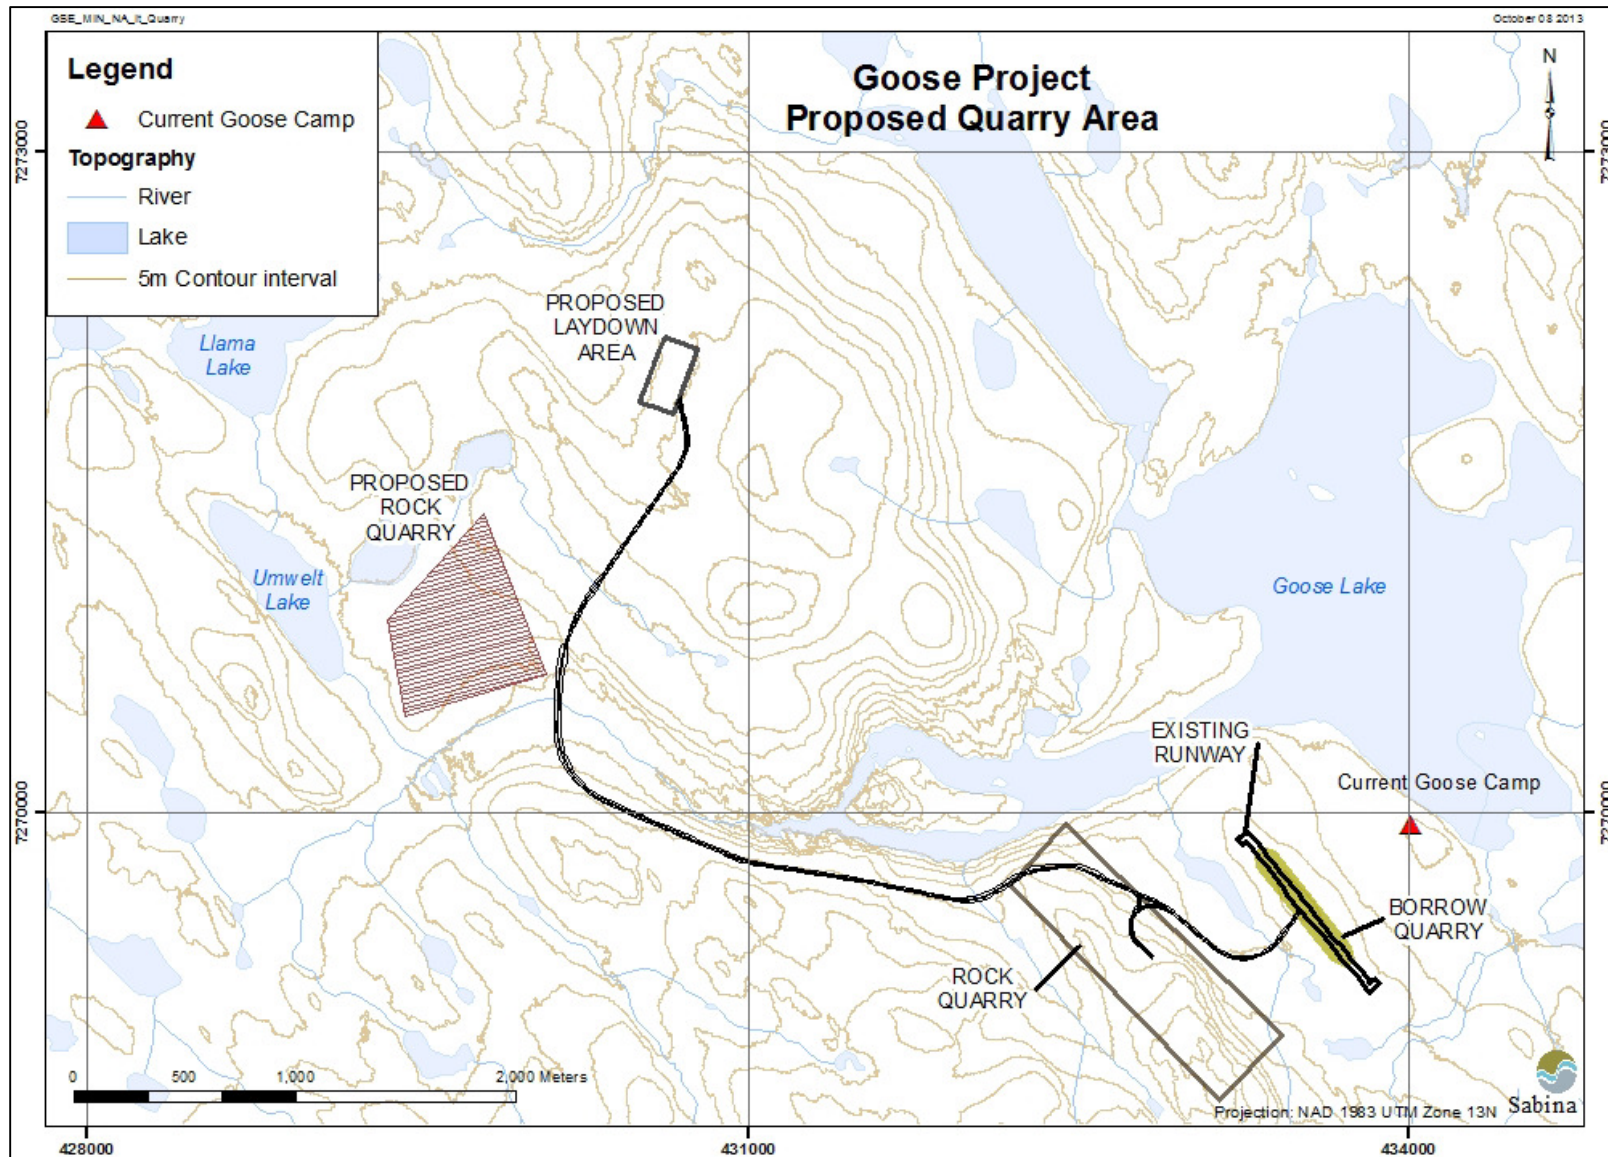 GSE_MIN_NA_lt_Quarry
October 08 2013
Legend
Current Goose Camp
Topography
River
Lake
5m Contour interval
Goose Project
Proposed Quarry Area
N
7273000
7273000
PROPOSED
LAYDOWN
AREA
Llama
Lake
PROPOSED
ROCK
QUARRY
Umwelt
Lake
Goose Lake
EXISTING
RUNWAY
Current Goose Camp
7270000
7270000
BORROW
QUARRY
ROCK
QUARRY
0 500 1,000 2,000 Meters
Projection: NAD 1983 UTM Zone 13N
Sabina
428000
431000
434000